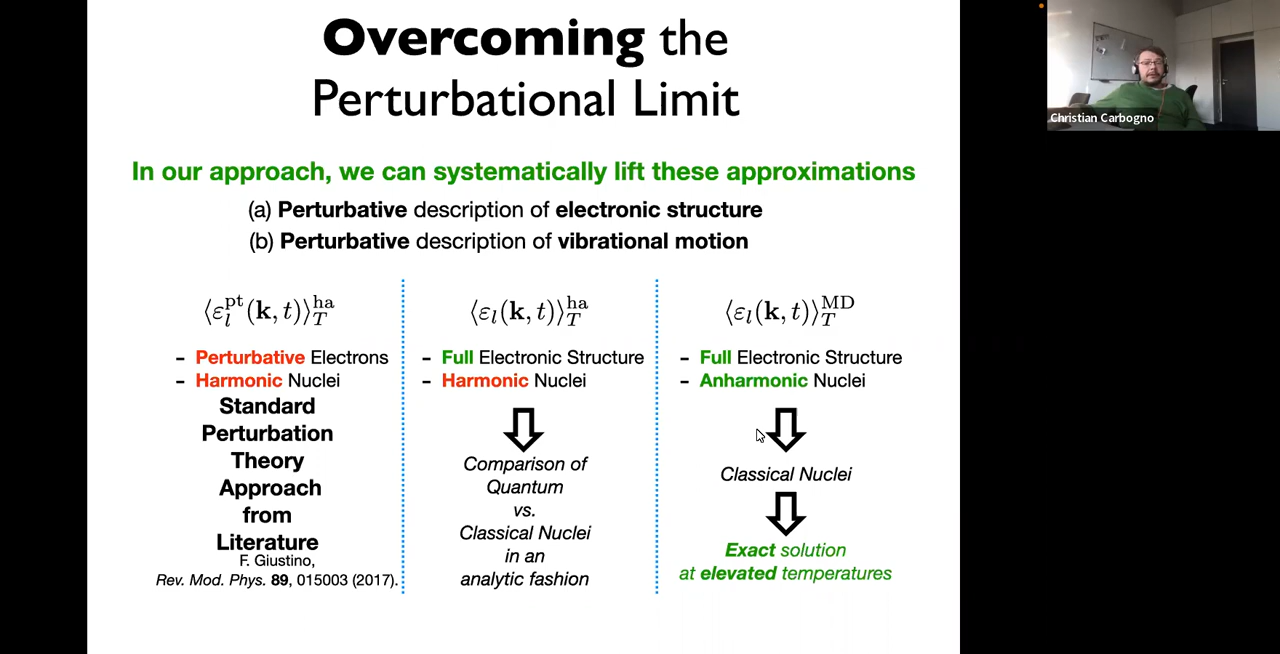 Overcoming the
Perturbational Limit
In our approach, we can systematically lift these approximations
(a) Perturbative description of electronic structure
(b) Perturbative description of vibrational motion
⟨ε_l^pt(k, t)⟩_T^ha
- Perturbative Electrons
- Harmonic Nuclei
Standard
Perturbation
Theory
Approach
from
Literature
F. Giustino,
Rev. Mod. Phys. 89, 015003 (2017).
⟨ε_l(k, t)⟩_T^ha
- Full Electronic Structure
- Harmonic Nuclei
Comparison of
Quantum
vs.
Classical Nuclei
in an
analytic fashion
⟨ε_l(k, t)⟩_T^MD
- Full Electronic Structure
- Anharmonic Nuclei
Classical Nuclei
Exact solution
at elevated temperatures
Christian Carbogno